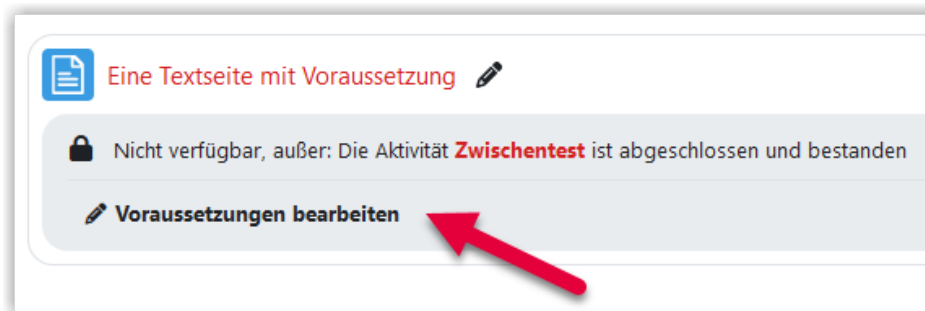 Eine Textseite mit Voraussetzung
Nicht verfügbar, außer: Die Aktivität Zwischentest ist abgeschlossen und bestanden
Voraussetzungen bearbeiten